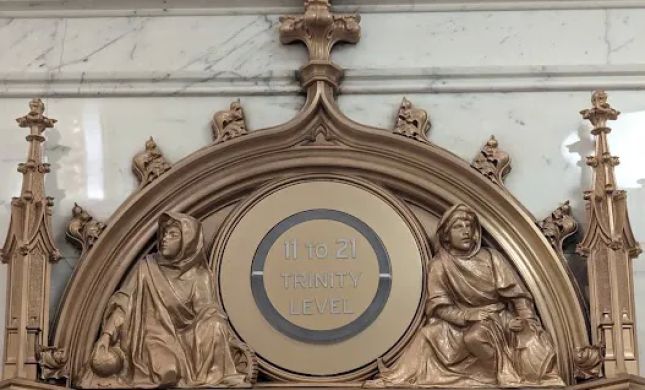 11 to 21
TRINITY
LEVEL